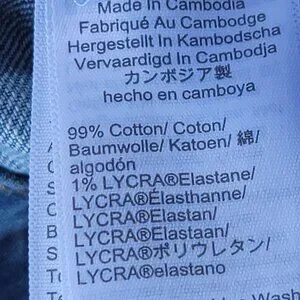 Made In Cambodia
Fabriqué Au Cambodge
Hergestellt In Kambodscha
Vervaardigd In Cambodja
カンボジア製
hecho en camboya
99% Cotton/ Coton/
Baumwolle/ Katoen/ 綿/
algodón
1% LYCRA®Elastane/
LYCRA®Élasthanne/
LYCRA®Elastan/
LYCRA®Elastaan/
LYCRA®ポリウレタン/
LYCRA®elastano